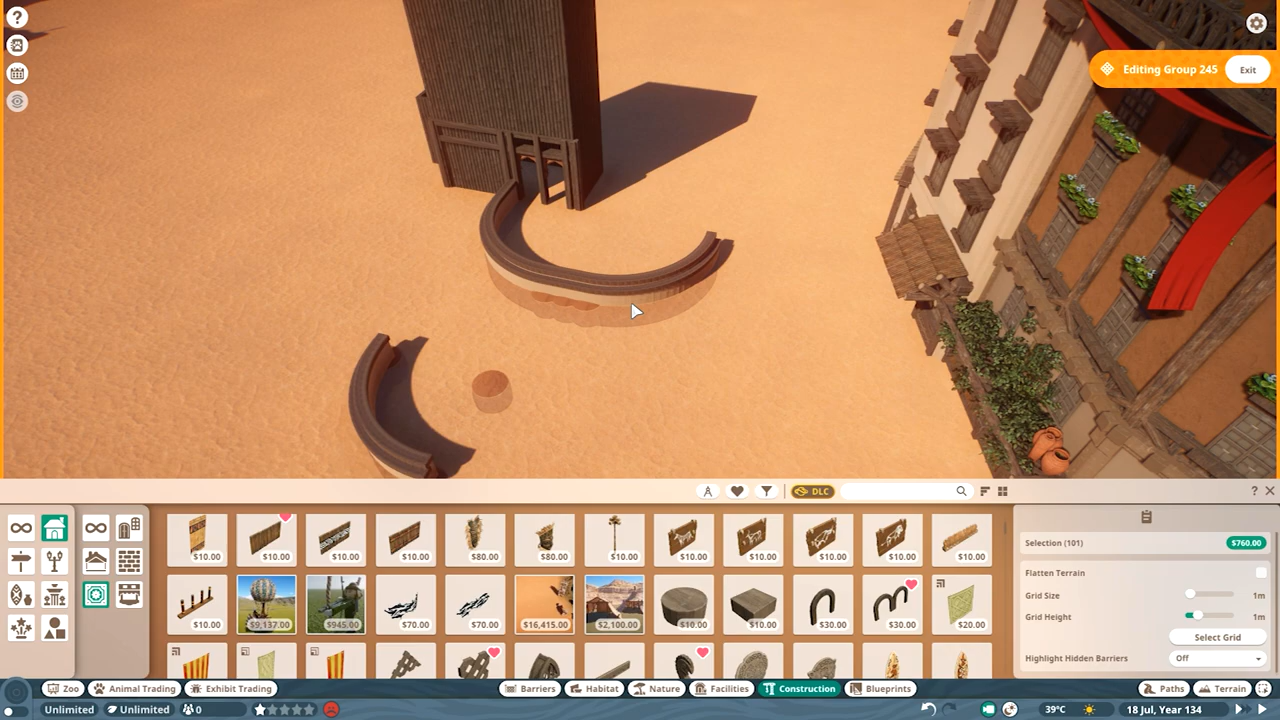 ?
Editing Group 245
Exit
DLC
?
$10.00
$10.00
$10.00
$10.00
$80.00
$80.00
$10.00
$10.00
$10.00
$10.00
$10.00
$10.00
$10.00
$9,137.00
$945.00
$70.00
$70.00
$16,415.00
$2,100.00
$10.00
$10.00
$30.00
$30.00
$20.00
Selection (101)
$760.00
Flatten Terrain
Grid Size
1m
Grid Height
1m
Select Grid
Highlight Hidden Barriers
Off
Zoo
Animal Trading
Exhibit Trading
Barriers
Habitat
Nature
Facilities
Construction
Blueprints
Paths
Terrain
Unlimited
Unlimited
0
39°C
18 Jul, Year 134